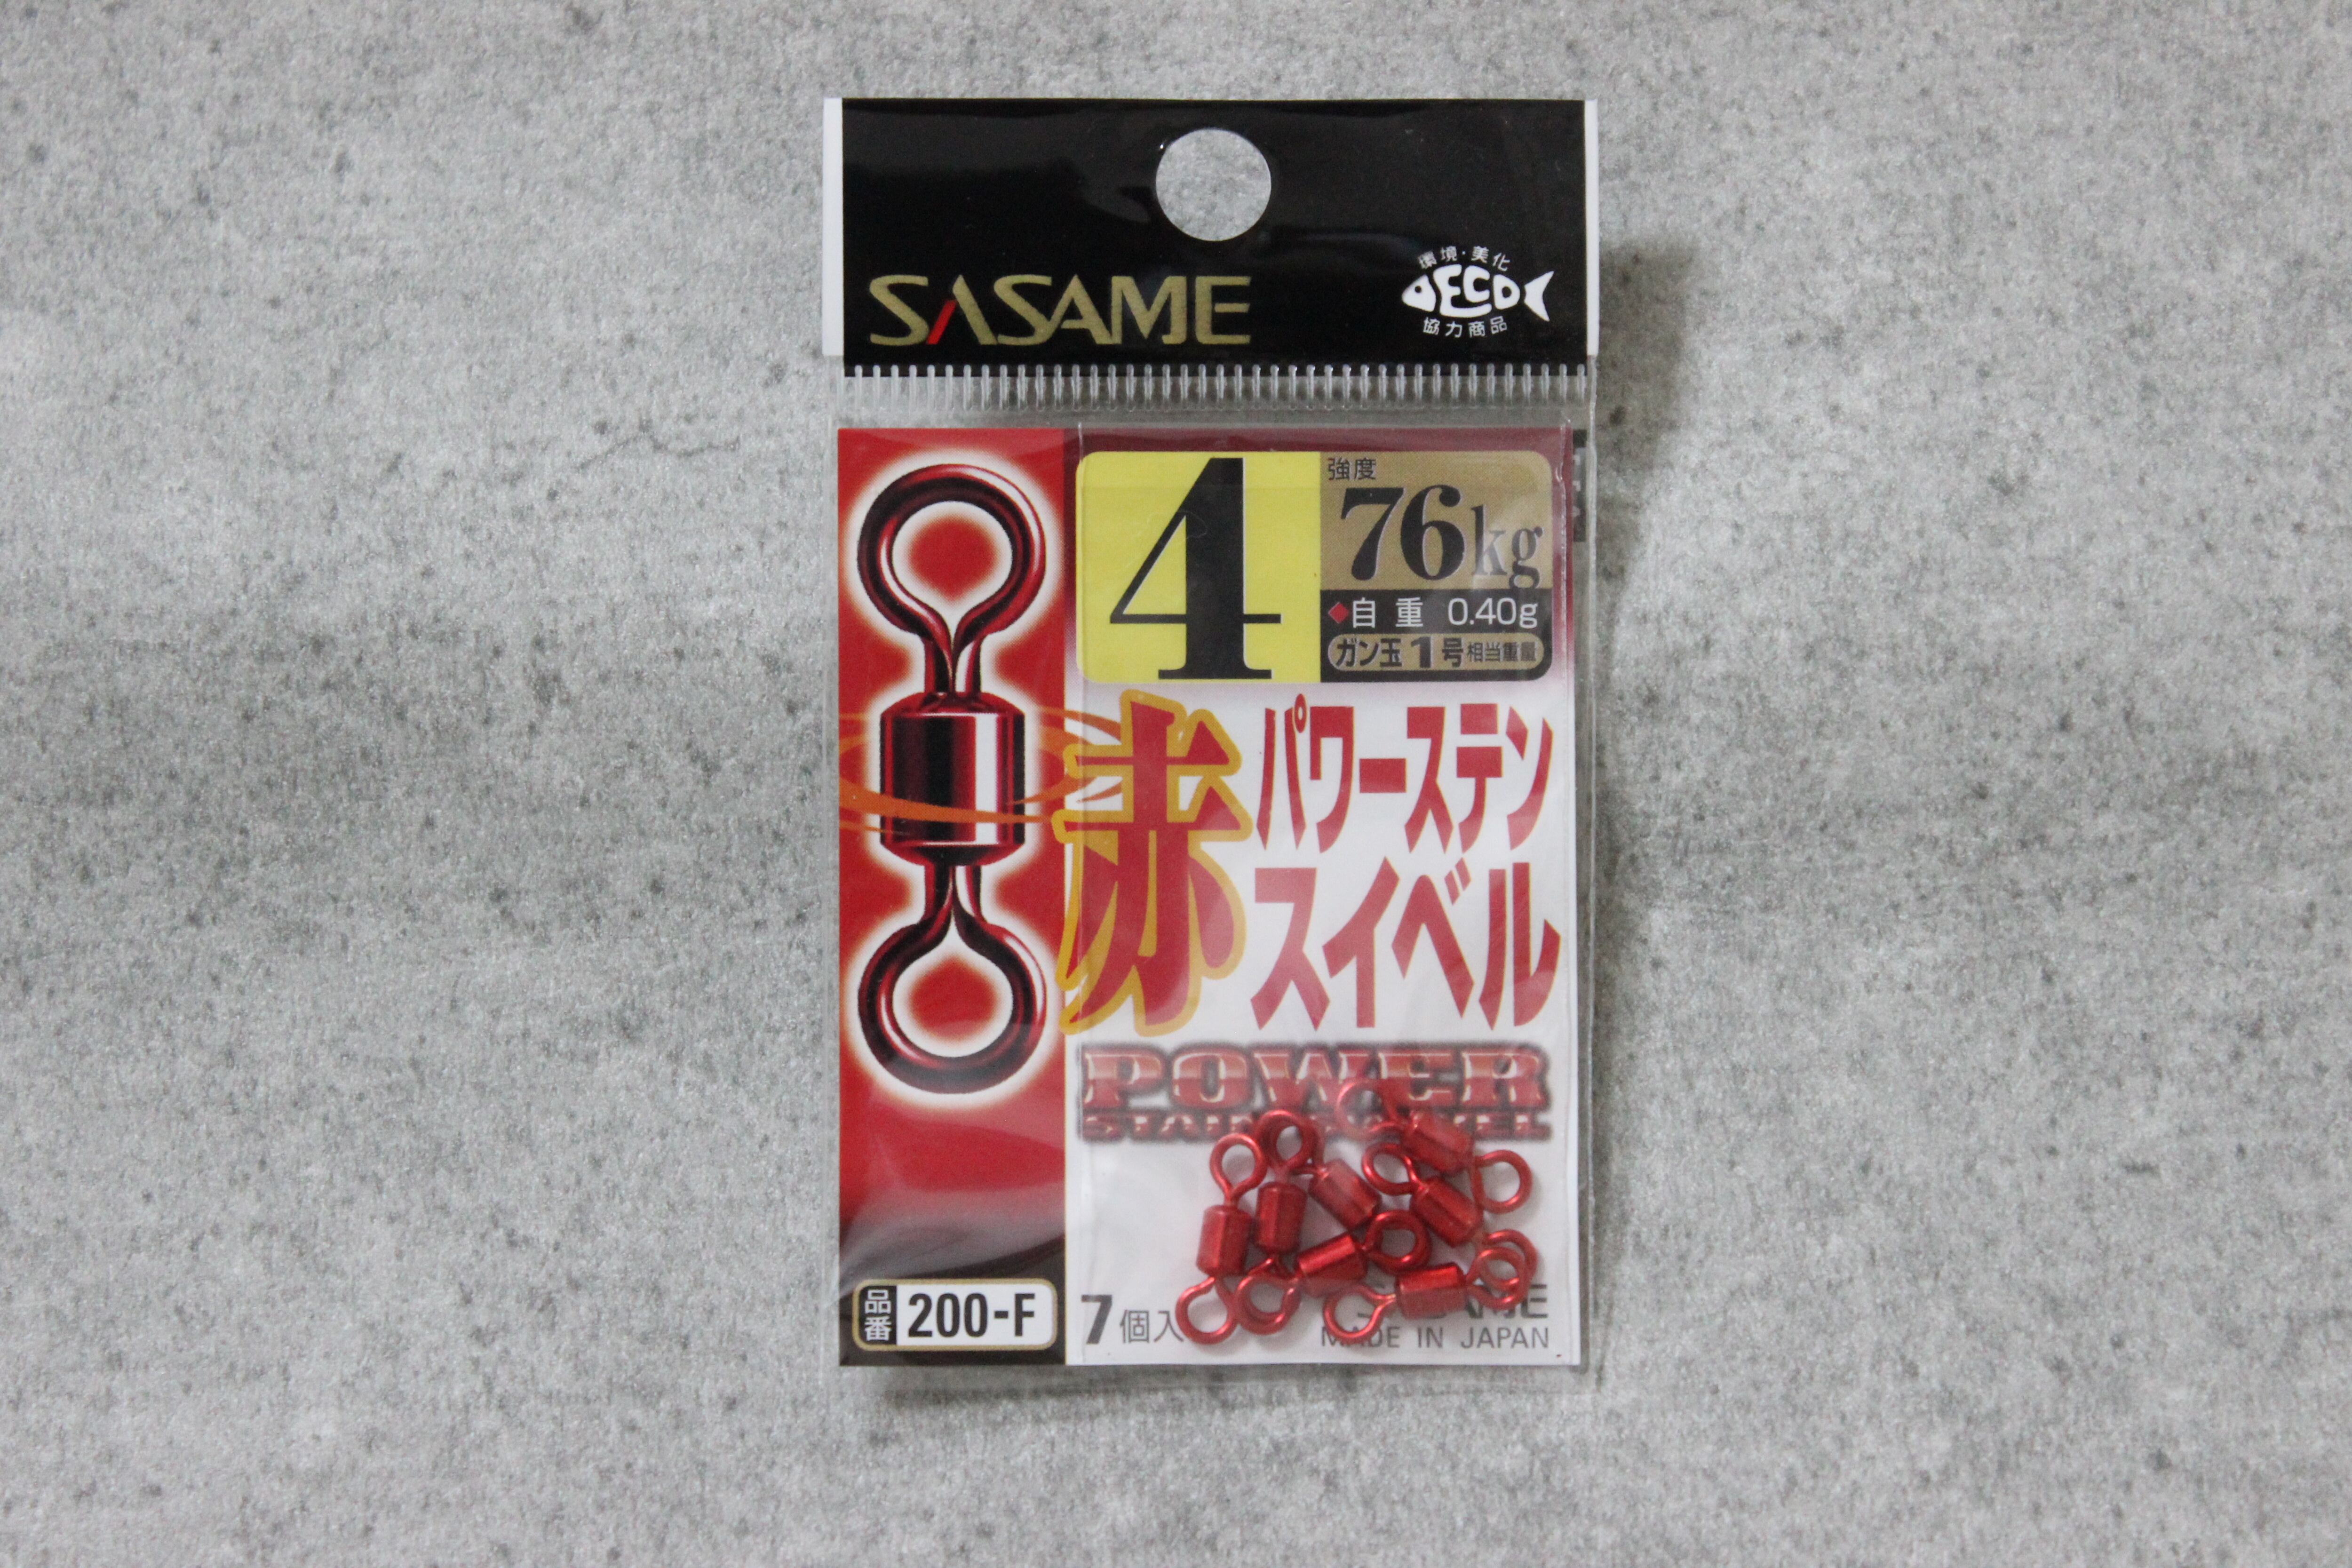 SASAME
環境・美化
ECO
協力商品
4
強度
76kg
◆自重 0.40g
ガン玉1号相当重量
赤
パワーステン
スイベル
POWER
品番 200-F
7個入
MADE IN JAPAN